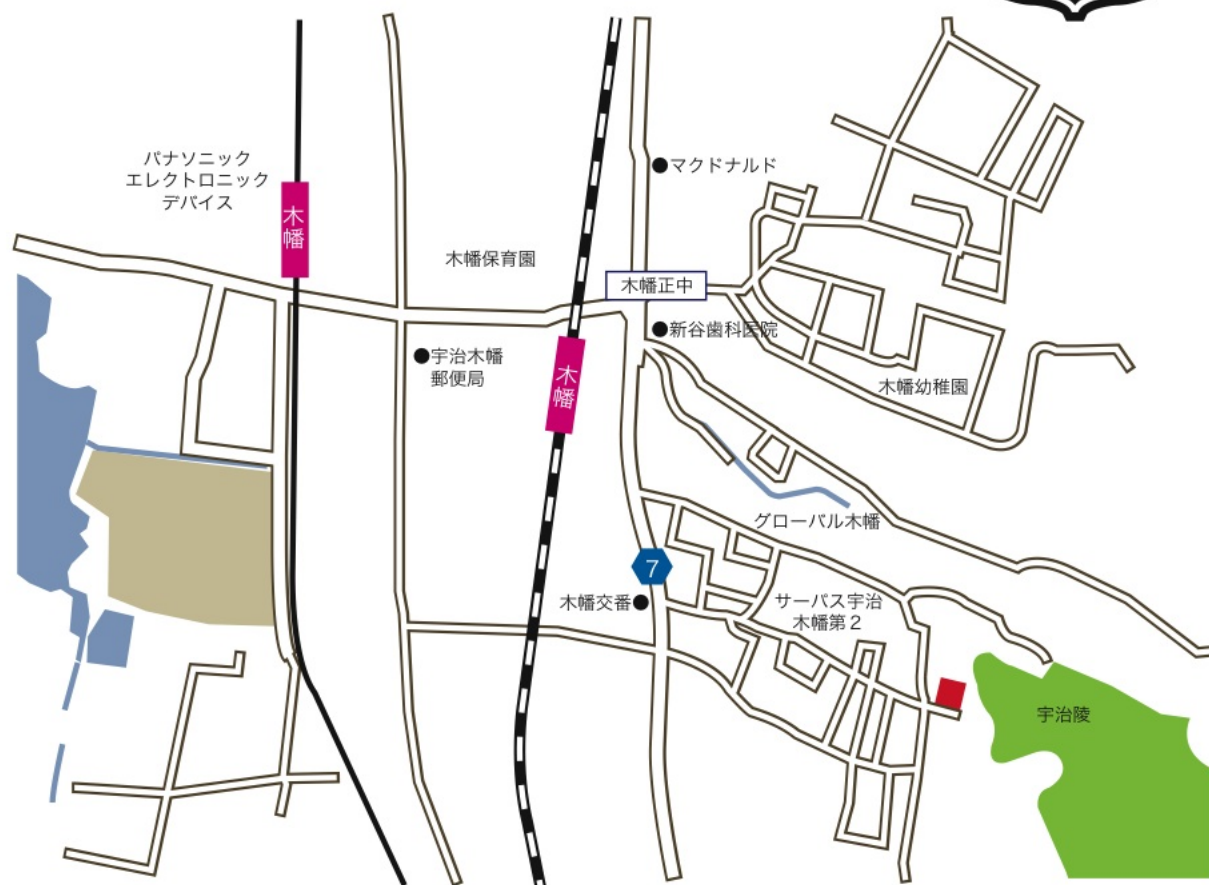 マクドナルド
パナソニック
エレクトロニック
デバイス
木幡
木幡保育園
木幡正中
新谷歯科医院
宇治木幡
郵便局
木幡
木幡幼稚園
グローバル木幡
7
木幡交番
サーパス宇治
木幡第2
宇治陵